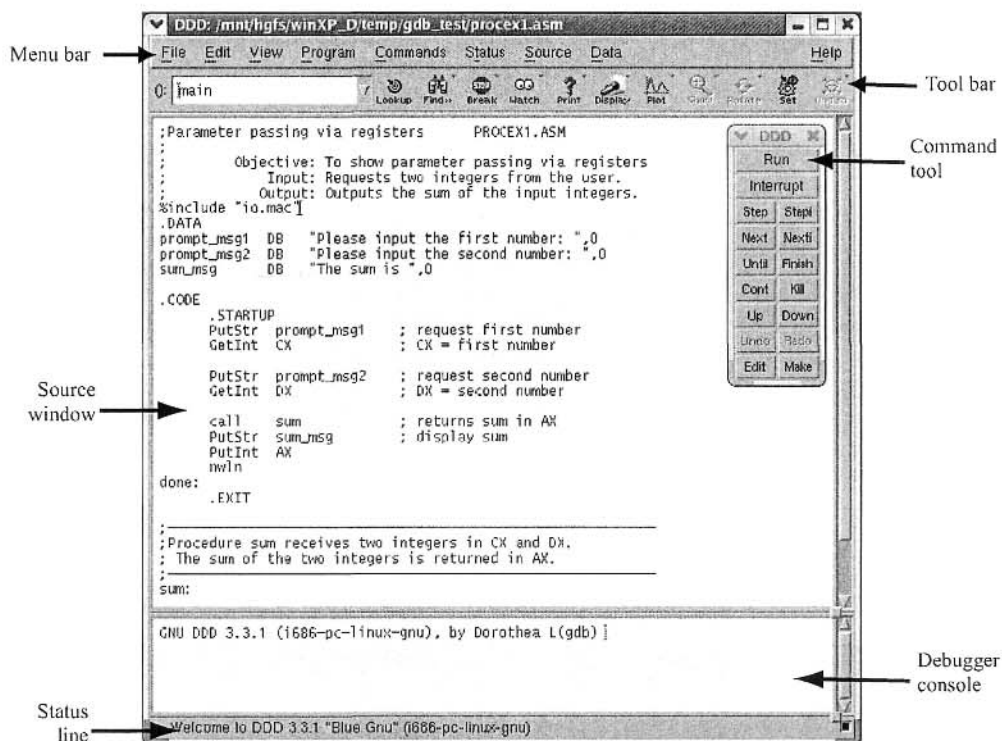 DDD: /mnt/hgfs/winXP_D/temp/gdb_test/procex1.asm
Menu bar
File Edit View Program Commands Status Source Data Help
(): main
Lookup Find» Break Watch Print Display Plot Rotate Set
Tool bar
;Parameter passing via registers PROCEX1.ASM
;
; Objective: To show parameter passing via registers
; Input: Requests two integers from the user.
; Output: Outputs the sum of the input integers.
%include "io.mac"
.DATA
prompt_msg1 DB "Please input the first number: ",0
prompt_msg2 DB "Please input the second number: ",0
sum_msg DB "The sum is ",0
.CODE
.STARTUP
PutStr prompt_msg1 ; request first number
GetInt CX ; CX = first number
PutStr prompt_msg2 ; request second number
GetInt DX ; DX = second number
call sum ; returns sum in AX
PutStr sum_msg ; display sum
PutInt AX
nwln
done:
.EXIT
;
;Procedure sum receives two integers in CX and DX.
; The sum of the two integers is returned in AX.
;
sum:
DDD
Run
Interrupt
Step Stepi
Next Nexti
Until Finish
Cont Kill
Up Down
Undo Redo
Edit Make
Command
tool
Source
window
GNU DDD 3.3.1 (i686-pc-linux-gnu), by Dorothea L(gdb)
Debugger
console
Status
line
Welcome to DDD 3.3.1 "Blue Gnu" (i686-pc-linux-gnu)